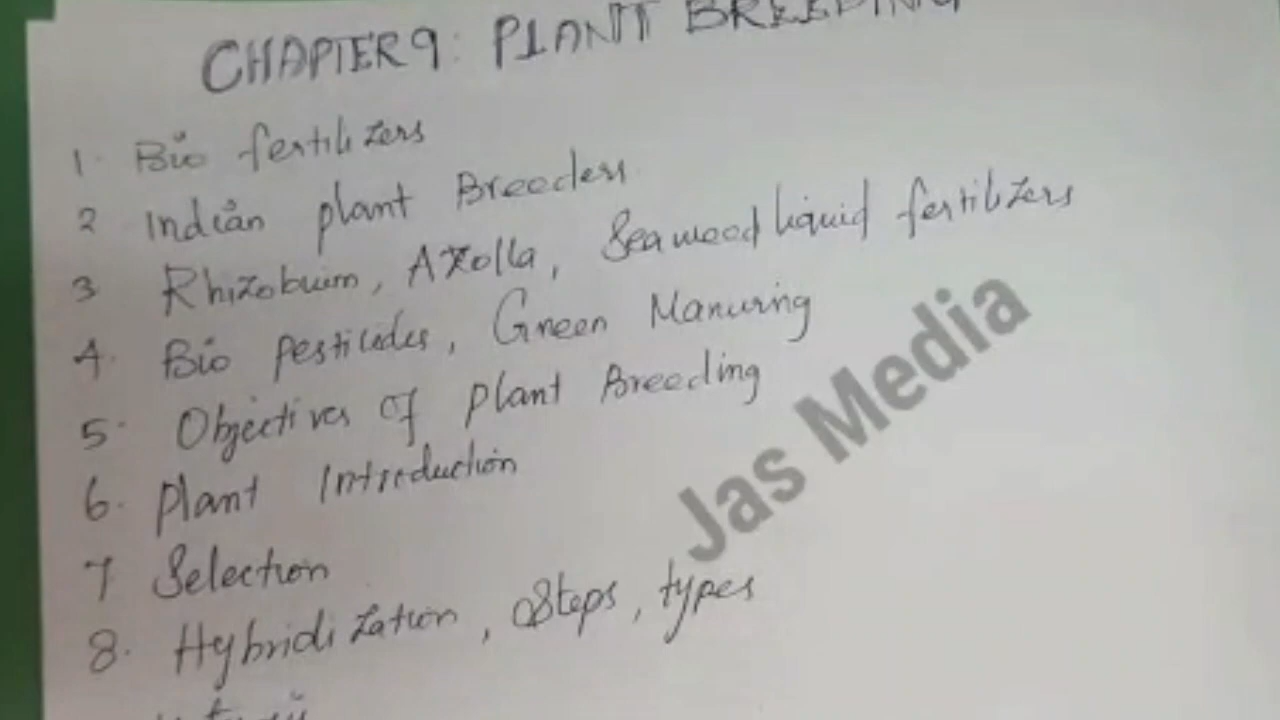 CHAPTER 9: PLANT BREEDING
1. Bio fertilizers
2 Indian plant Breeders
3 Rhizobium, Azolla, Seaweed liquid fertilizers
4. Bio pesticides, Green Manuring
5. Objectives of plant Breeding
6. plant Introduction
7 Selection
8. Hybridization, Steps, types
Jas Media